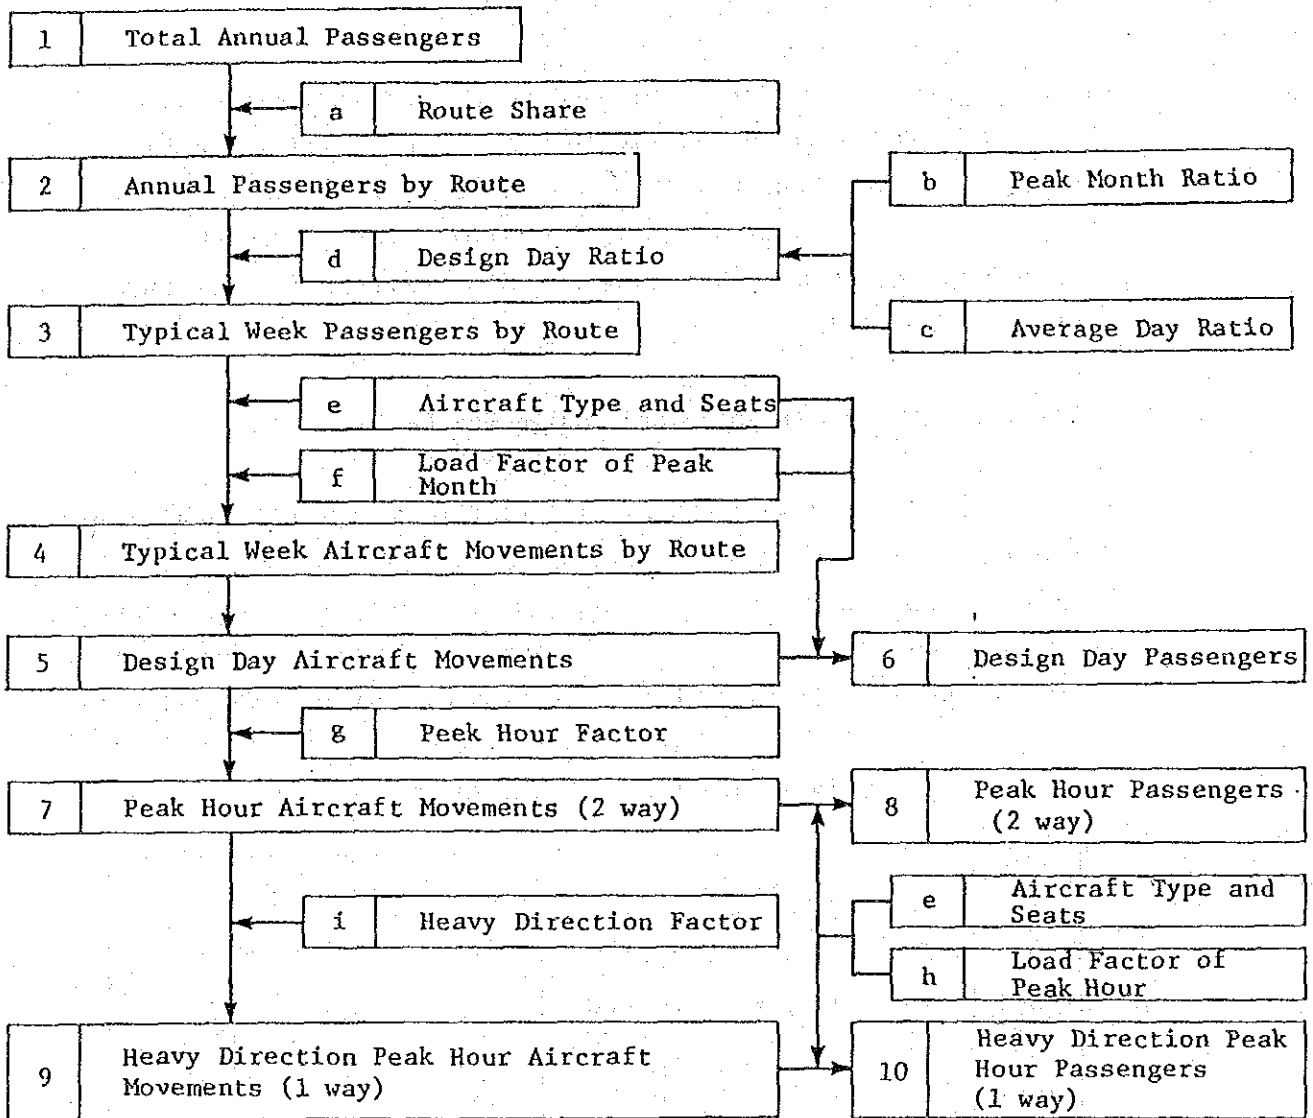 1 Total Annual Passengers
a Route Share
2 Annual Passengers by Route
b Peak Month Ratio
d Design Day Ratio
3 Typical Week Passengers by Route
c Average Day Ratio
e Aircraft Type and Seats
f Load Factor of Peak
Month
4 Typical Week Aircraft Movements by Route
5 Design Day Aircraft Movements
6 Design Day Passengers
g Peek Hour Factor
7 Peak Hour Aircraft Movements (2 way)
8 Peak Hour Passengers
(2 way)
e Aircraft Type and
Seats
i Heavy Direction Factor
h Load Factor of
Peak Hour
9 Heavy Direction Peak Hour Aircraft
Movements (1 way)
10 Heavy Direction Peak
Hour Passengers
(1 way)